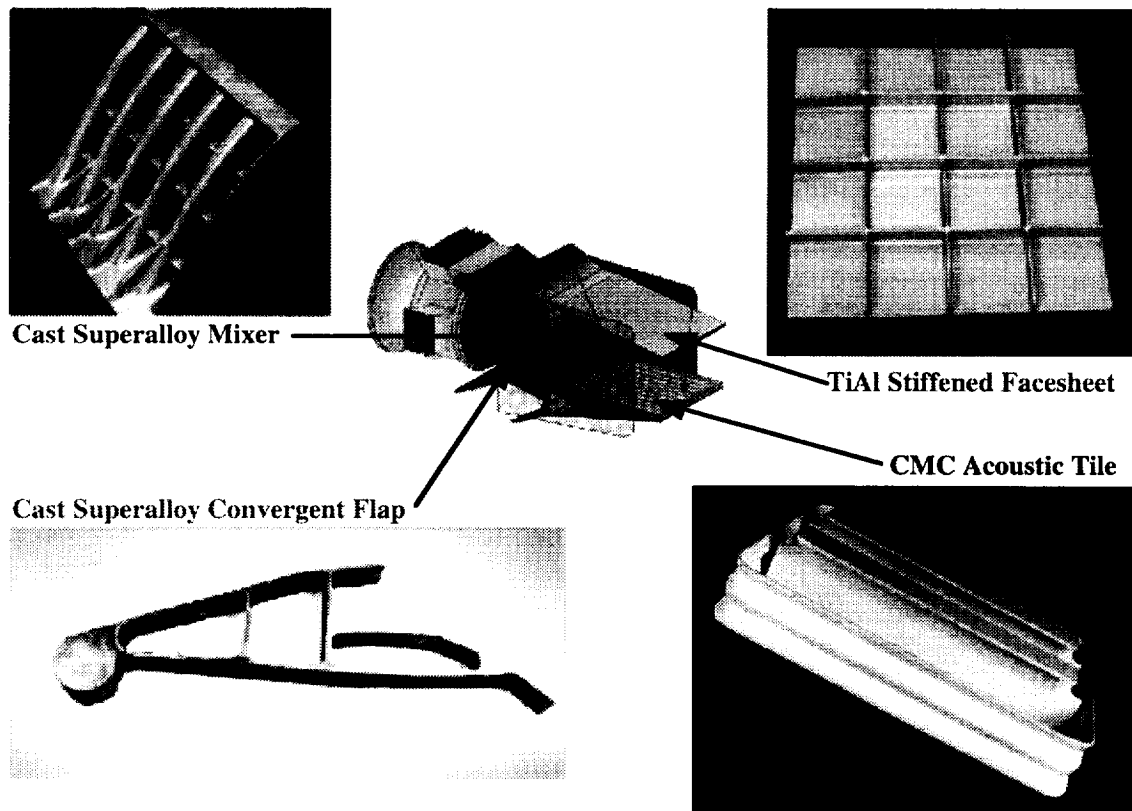 Cast Superalloy Mixer
TiAl Stiffened Facesheet
CMC Acoustic Tile
Cast Superalloy Convergent Flap